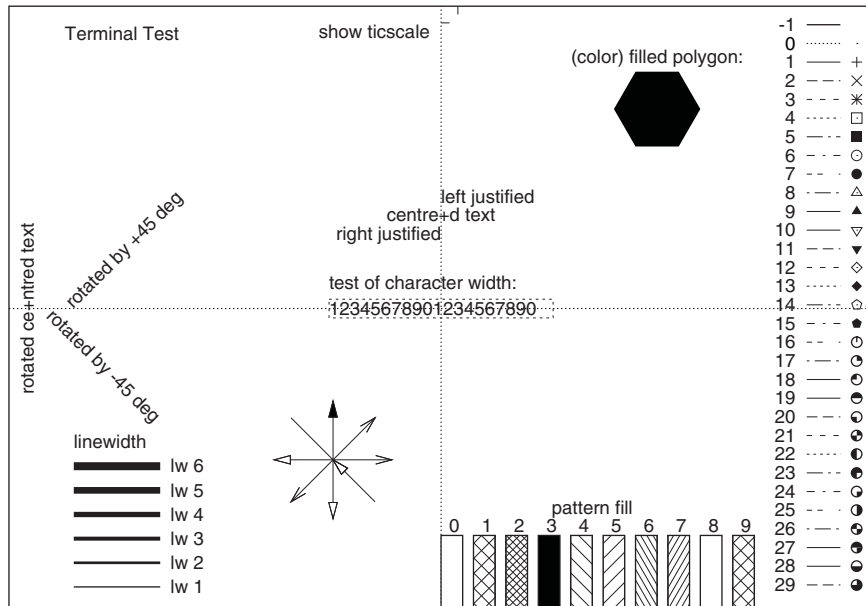 Terminal Test
show ticscale
(color) filled polygon:
left justified
centre+d text
right justified
test of character width:
12345678901234567890
rotated ce+ntred text
rotated by +45 deg
rotated by -45 deg
linewidth
lw 6
lw 5
lw 4
lw 3
lw 2
lw 1
pattern fill
0 1 2 3 4 5 6 7 8 9
-1
0
1
2
3
4
5
6
7
8
9
10
11
12
13
14
15
16
17
18
19
20
21
22
23
24
25
26
27
28
29